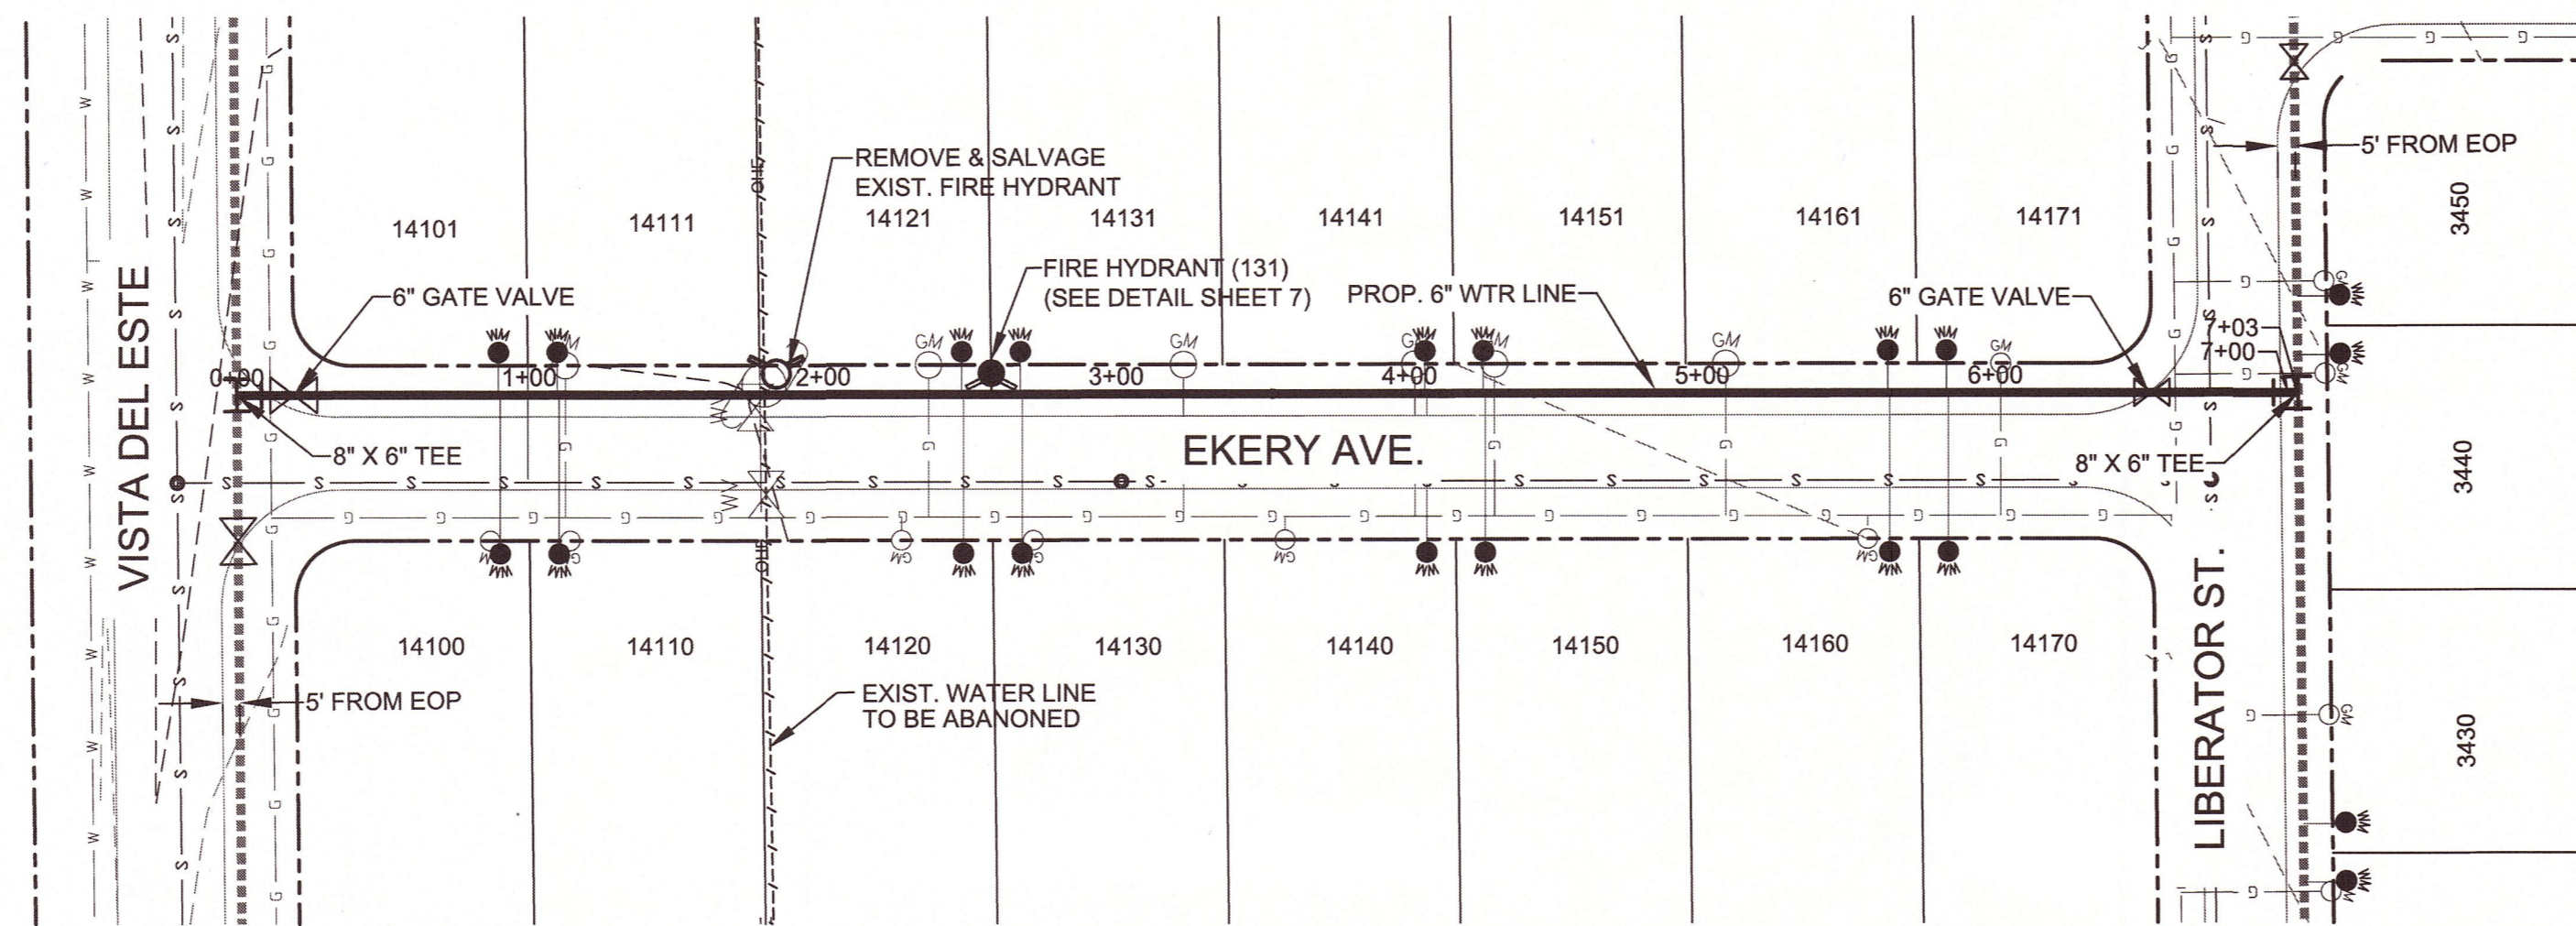 VISTA DEL ESTE
6" GATE VALVE
0+00
8" X 6" TEE
5' FROM EOP
14101
14111
14121
14131
14141
14151
14161
14171
OHE
REMOVE & SALVAGE
EXIST. FIRE HYDRANT
FIRE HYDRANT (131)
(SEE DETAIL SHEET 7)
PROP. 6" WTR LINE
6" GATE VALVE
1+00
2+00
3+00
4+00
5+00
6+00
7+03
7+00
EKERY AVE.
8" X 6" TEE
14100
14110
14120
14130
14140
14150
14160
14170
OHE
EXIST. WATER LINE
TO BE ABANONED
LIBERATOR ST.
5' FROM EOP
3450
3440
3430